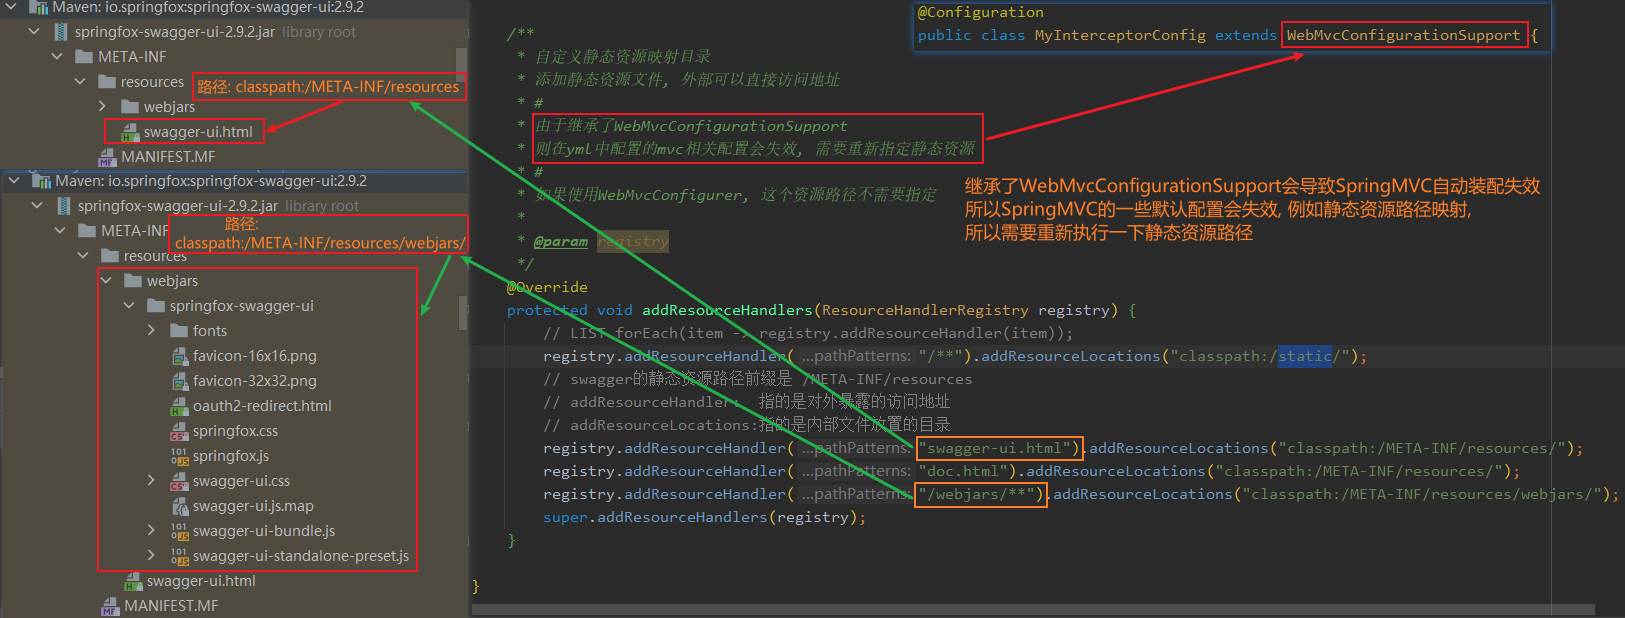 Maven: io.springfox:springfox-swagger-ui:2.9.2
springfox-swagger-ui-2.9.2.jar library root
META-INF
resources
路径: classpath:/META-INF/resources
webjars
swagger-ui.html
MANIFEST.MF
Maven: io.springfox:springfox-swagger-ui:2.9.2
springfox-swagger-ui-2.9.2.jar library root
META-INF
路径:
classpath:/META-INF/resources/webjars/
resources
webjars
springfox-swagger-ui
fonts
favicon-16x16.png
favicon-32x32.png
oauth2-redirect.html
springfox.css
springfox.js
swagger-ui.css
swagger-ui.js.map
swagger-ui-bundle.js
swagger-ui-standalone-preset.js
swagger-ui.html
MANIFEST.MF
@Configuration
public class MyInterceptorConfig extends WebMvcConfigurationSupport {
/**
* 自定义静态资源映射目录
* 添加静态资源文件, 外部可以直接访问地址
* #
* 由于继承了WebMvcConfigurationSupport
* 则在yml中配置的mvc相关配置会失效, 需要重新指定静态资源
* #
* 如果使用WebMvcConfigurer, 这个资源路径不需要指定
*
* @param registry
*/
继承了WebMvcConfigurationSupport会导致SpringMVC自动装配失效
所以SpringMVC的一些默认配置会失效, 例如静态资源路径映射,
所以需要重新执行一下静态资源路径
@Override
protected void addResourceHandlers(ResourceHandlerRegistry registry) {
// LIST.forEach(item -> registry.addResourceHandler(item));
registry.addResourceHandler( ...pathPatterns: "/**").addResourceLocations("classpath:/static/");
// swagger的静态资源路径前缀是 /META-INF/resources
// addResourceHandler: 指的是对外暴露的访问地址
// addResourceLocations:指的是内部文件放置的目录
registry.addResourceHandler( ...pathPatterns: "swagger-ui.html").addResourceLocations("classpath:/META-INF/resources/");
registry.addResourceHandler( ...pathPatterns: "doc.html").addResourceLocations("classpath:/META-INF/resources/");
registry.addResourceHandler( ...pathPatterns: "/webjars/**").addResourceLocations("classpath:/META-INF/resources/webjars/");
super.addResourceHandlers(registry);
}
}